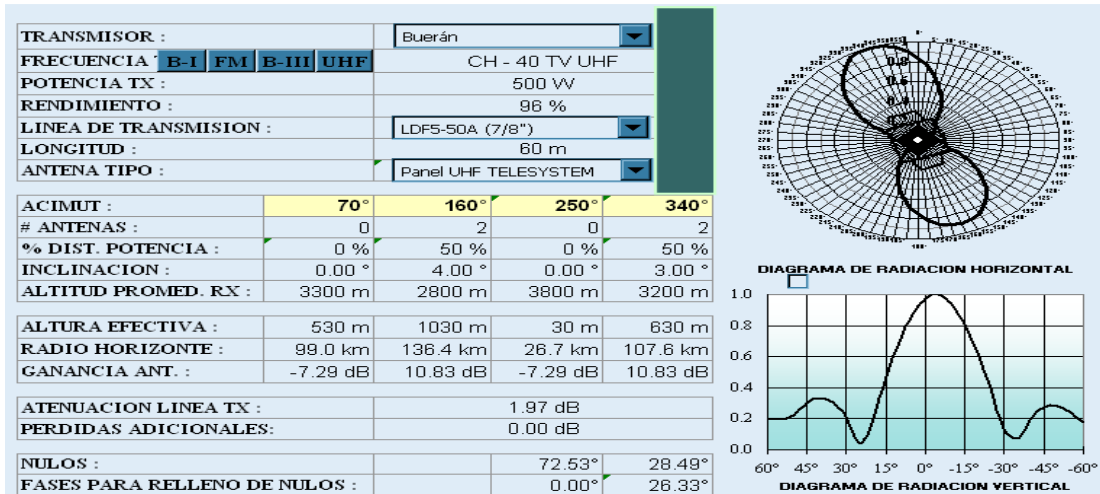 TRANSMISOR : Buerán
FRECUENCIA B-I FM B-III UHF CH - 40 TV UHF
POTENCIA TX : 500 W
RENDIMIENTO : 96 %
LINEA DE TRANSMISION : LDF5-50A (7/8")
LONGITUD : 60 m
ANTENA TIPO : Panel UHF TELESYSTEM
ACIMUT : 70° 160° 250° 340°
# ANTENAS : 0 2 0 2
% DIST. POTENCIA : 0 % 50 % 0 % 50 %
INCLINACION : 0.00 ° 4.00 ° 0.00 ° 3.00 °
ALTITUD PROMED. RX : 3300 m 2800 m 3800 m 3200 m
ALTURA EFECTIVA : 530 m 1030 m 30 m 630 m
RADIO HORIZONTE : 99.0 km 136.4 km 26.7 km 107.6 km
GANANCIA ANT. : -7.29 dB 10.83 dB -7.29 dB 10.83 dB
ATENUACION LINEA TX : 1.97 dB
PERDIDAS ADICIONALES: 0.00 dB
NULOS : 72.53° 28.49°
FASES PARA RELLENO DE NULOS : 0.00° 26.33°
DIAGRAMA DE RADIACION HORIZONTAL
1.0
0.8
0.6
0.4
0.2
0.0
60° 45° 30° 15° 0° -15° -30° -45° -60°
DIAGRAMA DE RADIACION VERTICAL